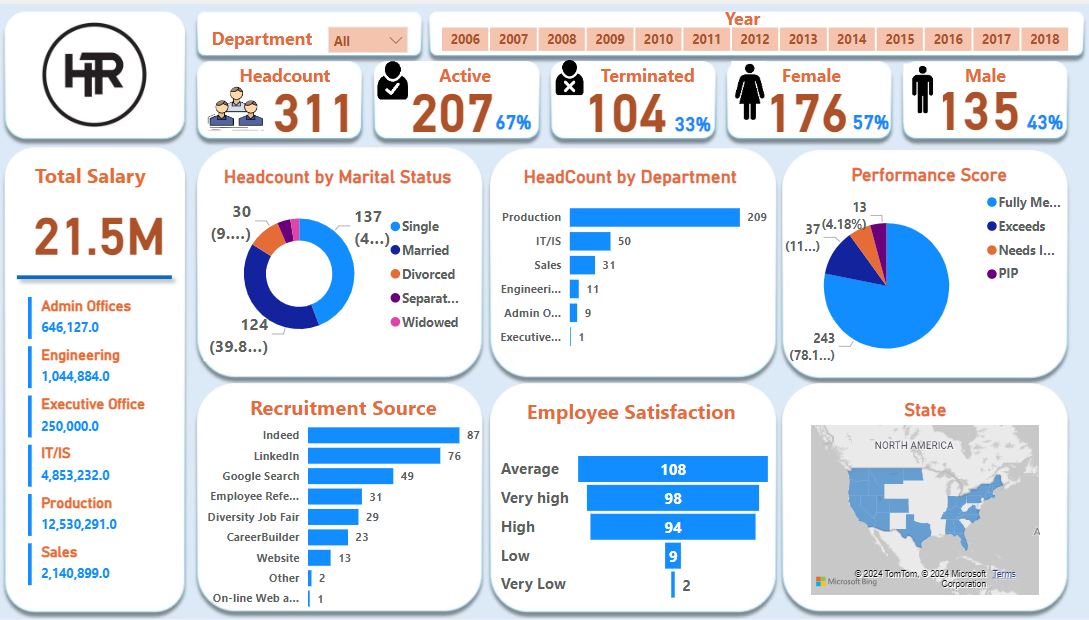 HR
Department
All
Year
2006 2007 2008 2009 2010 2011 2012 2013 2014 2015 2016 2017 2018
Headcount
311
Active
207 67%
Terminated
104 33%
Female
176 57%
Male
135 43%
Total Salary
21.5M
Admin Offices
646,127.0
Engineering
1,044,884.0
Executive Office
250,000.0
IT/IS
4,853,232.0
Production
12,530,291.0
Sales
2,140,899.0
Headcount by Marital Status
30
(9....)
137
(4...)
124
(39.8...)
Single
Married
Divorced
Separat...
Widowed
HeadCount by Department
Production 209
IT/IS 50
Sales 31
Engineeri... 11
Admin O... 9
Executive... 1
Performance Score
13
(4.18%)
37
(11...)
243
(78.1...)
Fully Me...
Exceeds
Needs I...
PIP
Recruitment Source
Indeed 87
LinkedIn 76
Google Search 49
Employee Refe... 31
Diversity Job Fair 29
CareerBuilder 23
Website 13
Other 2
On-line Web a... 1
Employee Satisfaction
Average 108
Very high 98
High 94
Low 9
Very Low 2
State
NORTH AMERICA
A
Microsoft Bing
© 2024 TomTom, © 2024 Microsoft Corporation Terms